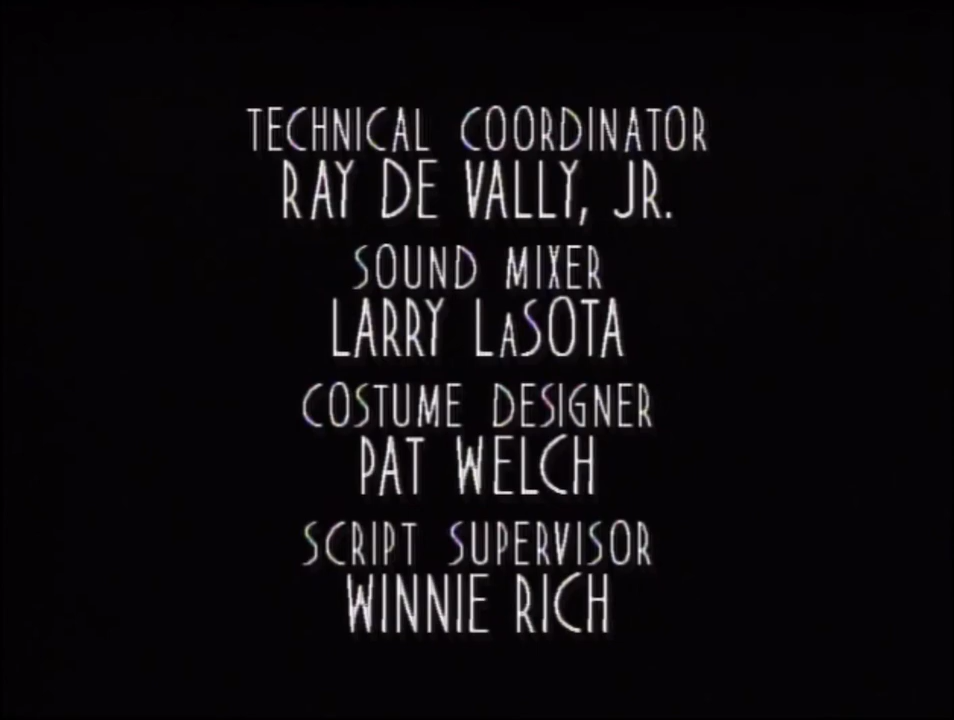 TECHNICAL COORDINATOR
RAY DE VALLY, JR.
SOUND MIXER
LARRY LASOTA
COSTUME DESIGNER
PAT WELCH
SCRIPT SUPERVISOR
WINNIE RICH